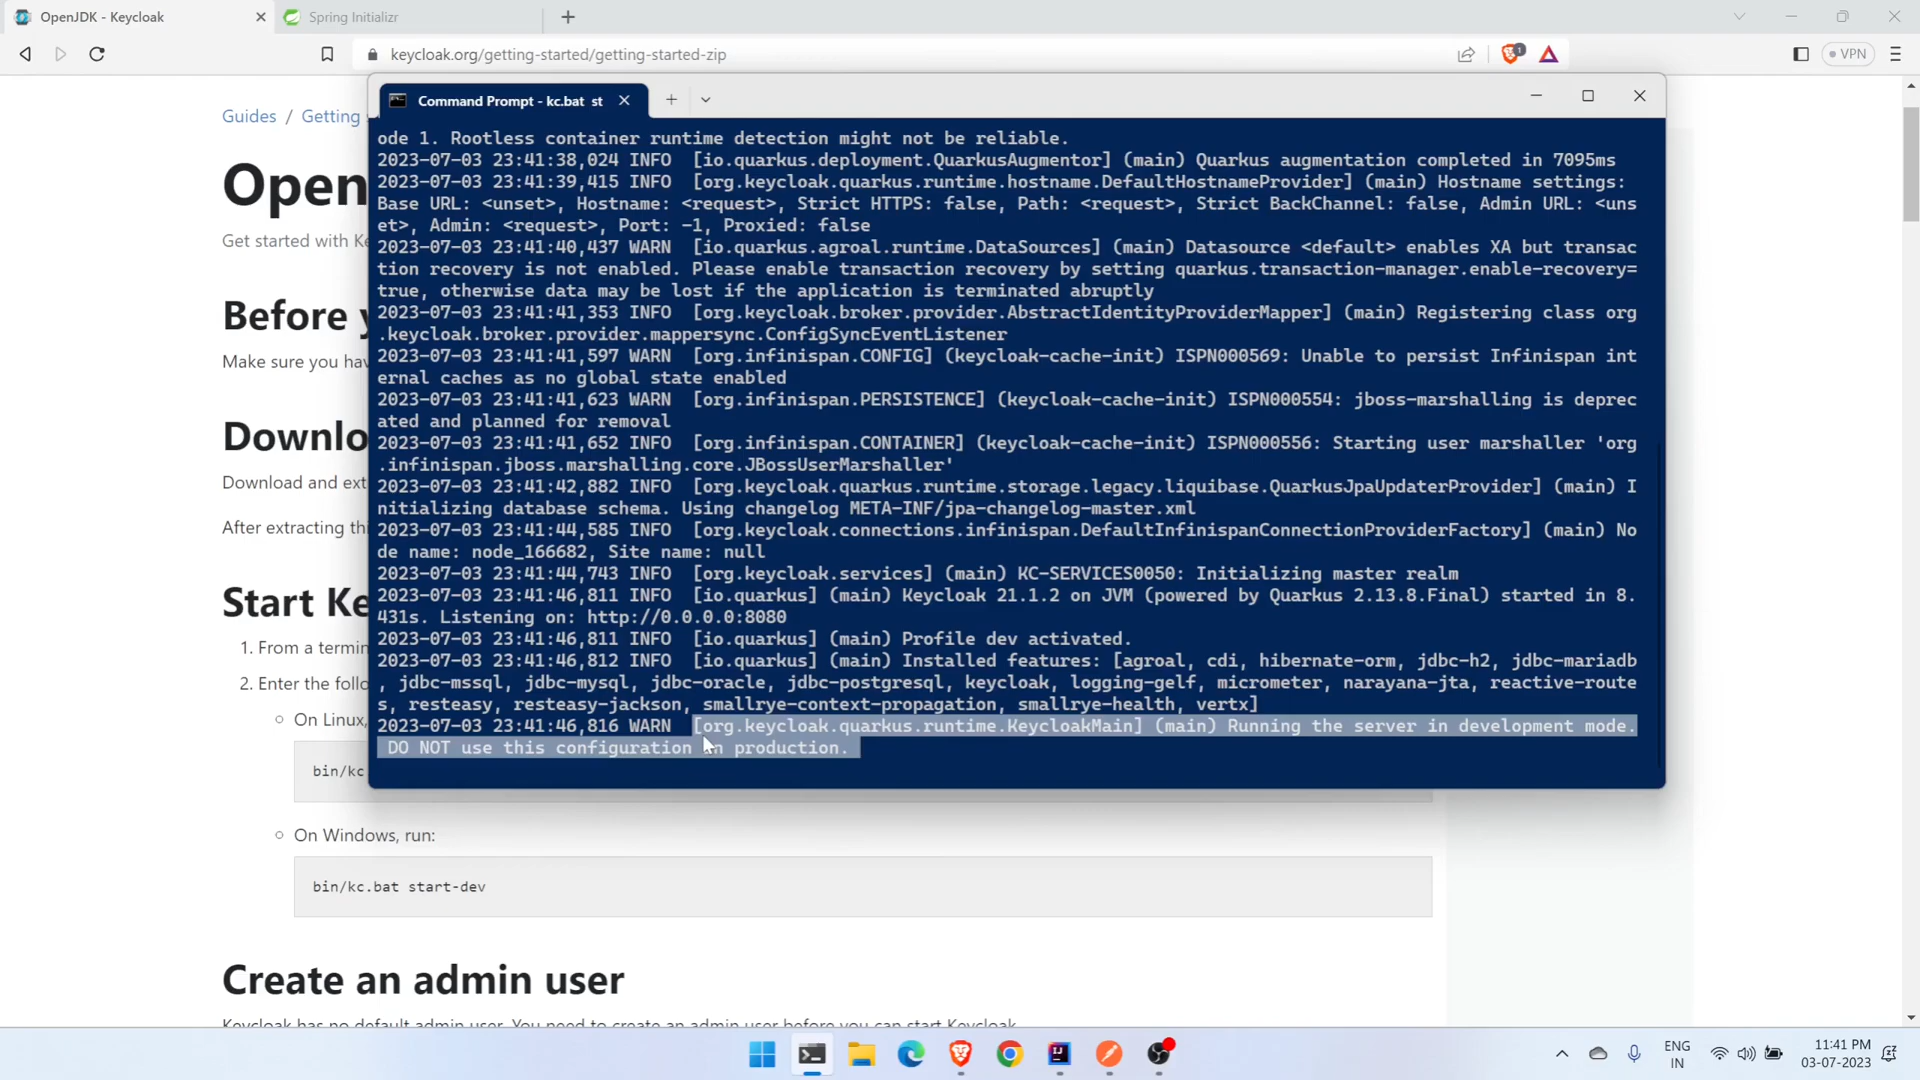 OpenJDK - Keycloak
Spring Initializr
keycloak.org/getting-started/getting-started-zip
1
VPN
Guides / Getting
Open
Get started with Ke
Before y
Make sure you hav
Downlo
Download and ext
After extracting thi
Start Ke
1. From a termin
2. Enter the follo
On Linux,
bin/kc.
Command Prompt - kc.bat st
ode 1. Rootless container runtime detection might not be reliable.
2023-07-03 23:41:38,024 INFO [io.quarkus.deployment.QuarkusAugmentor] (main) Quarkus augmentation completed in 7095ms
2023-07-03 23:41:39,415 INFO [org.keycloak.quarkus.runtime.hostname.DefaultHostnameProvider] (main) Hostname settings:
Base URL: <unset>, Hostname: <request>, Strict HTTPS: false, Path: <request>, Strict BackChannel: false, Admin URL: <uns
et>, Admin: <request>, Port: -1, Proxied: false
2023-07-03 23:41:40,437 WARN [io.quarkus.agroal.runtime.DataSources] (main) Datasource <default> enables XA but transac
tion recovery is not enabled. Please enable transaction recovery by setting quarkus.transaction-manager.enable-recovery=
true, otherwise data may be lost if the application is terminated abruptly
2023-07-03 23:41:41,353 INFO [org.keycloak.broker.provider.AbstractIdentityProviderMapper] (main) Registering class org
.keycloak.broker.provider.mappersync.ConfigSyncEventListener
2023-07-03 23:41:41,597 WARN [org.infinispan.CONFIG] (keycloak-cache-init) ISPN000569: Unable to persist Infinispan int
ernal caches as no global state enabled
2023-07-03 23:41:41,623 WARN [org.infinispan.PERSISTENCE] (keycloak-cache-init) ISPN000554: jboss-marshalling is deprec
ated and planned for removal
2023-07-03 23:41:41,652 INFO [org.infinispan.CONTAINER] (keycloak-cache-init) ISPN000556: Starting user marshaller 'org
.infinispan.jboss.marshalling.core.JBossUserMarshaller'
2023-07-03 23:41:42,882 INFO [org.keycloak.quarkus.runtime.storage.legacy.liquibase.QuarkusJpaUpdaterProvider] (main) I
nitializing database schema. Using changelog META-INF/jpa-changelog-master.xml
2023-07-03 23:41:44,585 INFO [org.keycloak.connections.infinispan.DefaultInfinispanConnectionProviderFactory] (main) No
de name: node_166682, Site name: null
2023-07-03 23:41:44,743 INFO [org.keycloak.services] (main) KC-SERVICES0050: Initializing master realm
2023-07-03 23:41:46,811 INFO [io.quarkus] (main) Keycloak 21.1.2 on JVM (powered by Quarkus 2.13.8.Final) started in 8.
431s. Listening on: http://0.0.0.0:8080
2023-07-03 23:41:46,811 INFO [io.quarkus] (main) Profile dev activated.
2023-07-03 23:41:46,812 INFO [io.quarkus] (main) Installed features: [agroal, cdi, hibernate-orm, jdbc-h2, jdbc-mariadb
, jdbc-mssql, jdbc-mysql, jdbc-oracle, jdbc-postgresql, keycloak, logging-gelf, micrometer, narayana-jta, reactive-route
s, resteasy, resteasy-jackson, smallrye-context-propagation, smallrye-health, vertx]
2023-07-03 23:41:46,816 WARN [org.keycloak.quarkus.runtime.KeycloakMain] (main) Running the server in development mode.
DO NOT use this configuration in production.
On Windows, run:
bin/kc.bat start-dev
Create an admin user
Keycloak has no default admin user. You need to create an admin user before you can start Keycloak.
ENG
IN
11:41 PM
03-07-2023